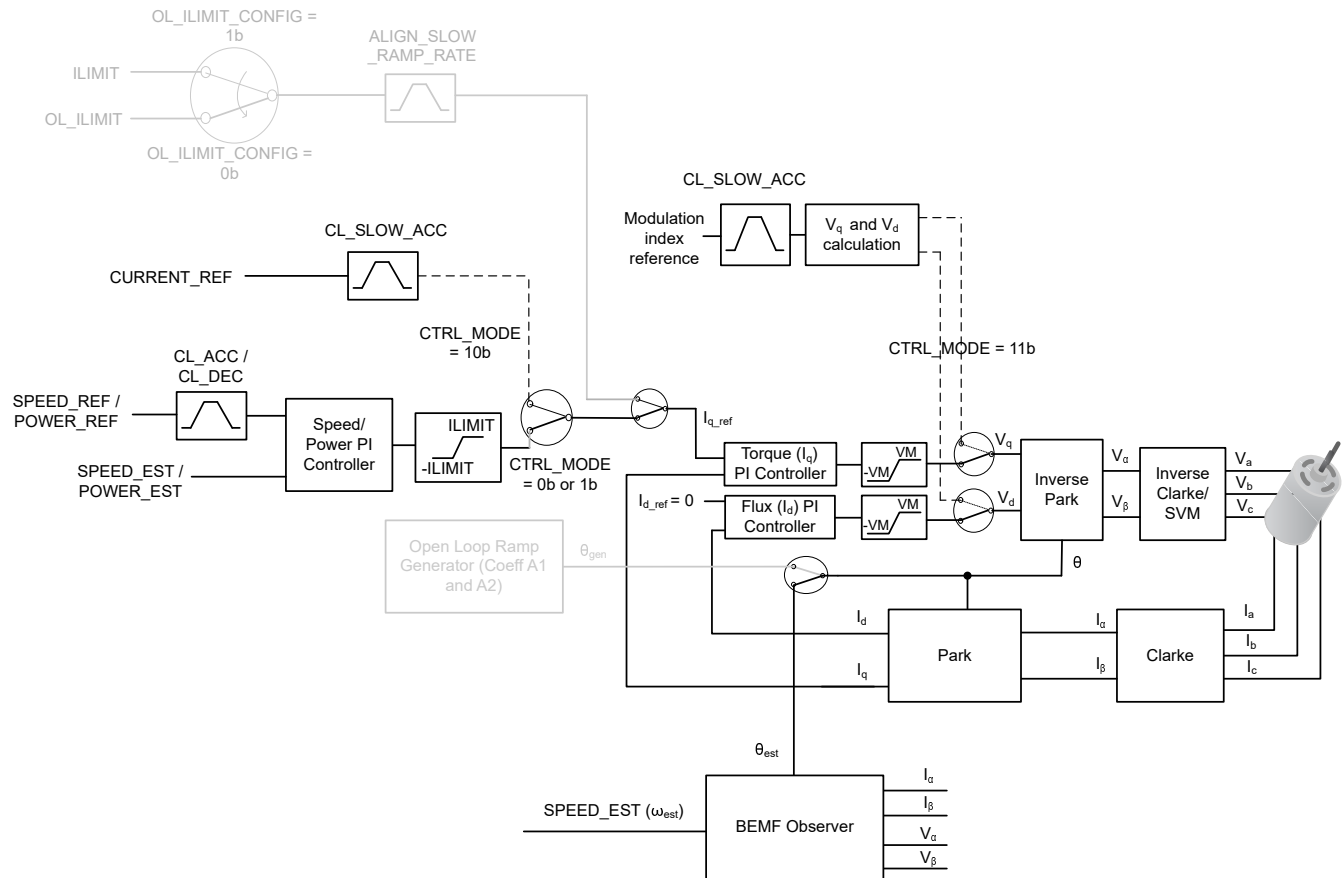 OL_ILIMIT_CONFIG =
1b
ILIMIT
OL_ILIMIT
OL_ILIMIT_CONFIG =
0b
ALIGN_SLOW
_RAMP_RATE
CL_SLOW_ACC
Modulation
index
reference
Vq and Vd
calculation
CL_SLOW_ACC
CURRENT_REF
CTRL_MODE
= 10b
CTRL_MODE = 11b
CL_ACC /
CL_DEC
SPEED_REF /
POWER_REF
SPEED_EST /
POWER_EST
Speed/
Power PI
Controller
ILIMIT
-ILIMIT
CTRL_MODE
= 0b or 1b
Iq_ref
Torque (Iq)
PI Controller
VM
-VM
Vq
Id_ref = 0
Flux (Id) PI
Controller
VM
-VM
Vd
Inverse
Park
Vα
Vβ
Inverse
Clarke/
SVM
Va
Vb
Vc
Open Loop Ramp
Generator (Coeff A1
and A2)
θgen
θ
Id
Iq
Park
Iα
Iβ
Clarke
Ia
Ib
Ic
θest
SPEED_EST (ωest)
BEMF Observer
Iα
Iβ
Vα
Vβ